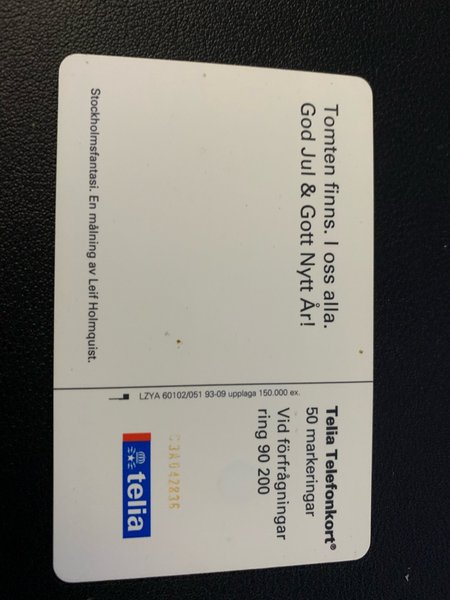 Tomten finns. I oss alla.
God Jul & Gott Nytt År!
Stockholmsfantasi. En målning av Leif Holmquist.
Telia Telefonkort®
50 markeringar
Vid förfrågningar
ring 90 200
LZYA 60102/051 93-09 upplaga 150.000 ex.
C3A042836
telia